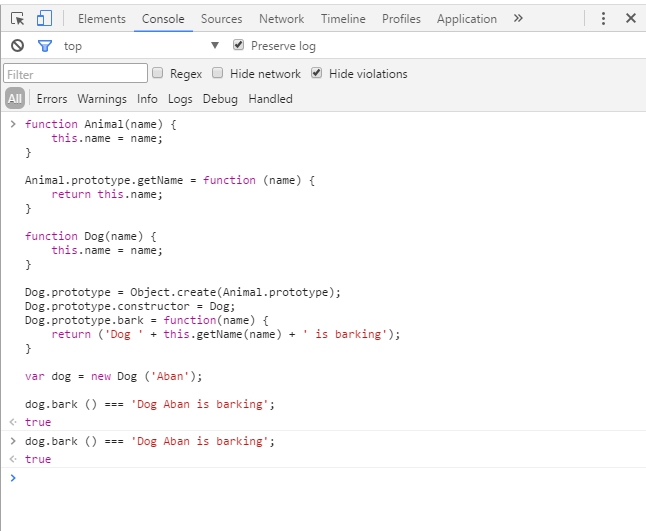 Elements Console Sources Network Timeline Profiles Application »
top ▼ Preserve log
Filter Regex Hide network Hide violations
All Errors Warnings Info Logs Debug Handled
> function Animal(name) {
    this.name = name;
}
Animal.prototype.getName = function (name) {
    return this.name;
}
function Dog(name) {
    this.name = name;
}
Dog.prototype = Object.create(Animal.prototype);
Dog.prototype.constructor = Dog;
Dog.prototype.bark = function(name) {
    return ('Dog ' + this.getName(name) + ' is barking');
}
var dog = new Dog ('Aban');
dog.bark () === 'Dog Aban is barking';
true
> dog.bark () === 'Dog Aban is barking';
true
>